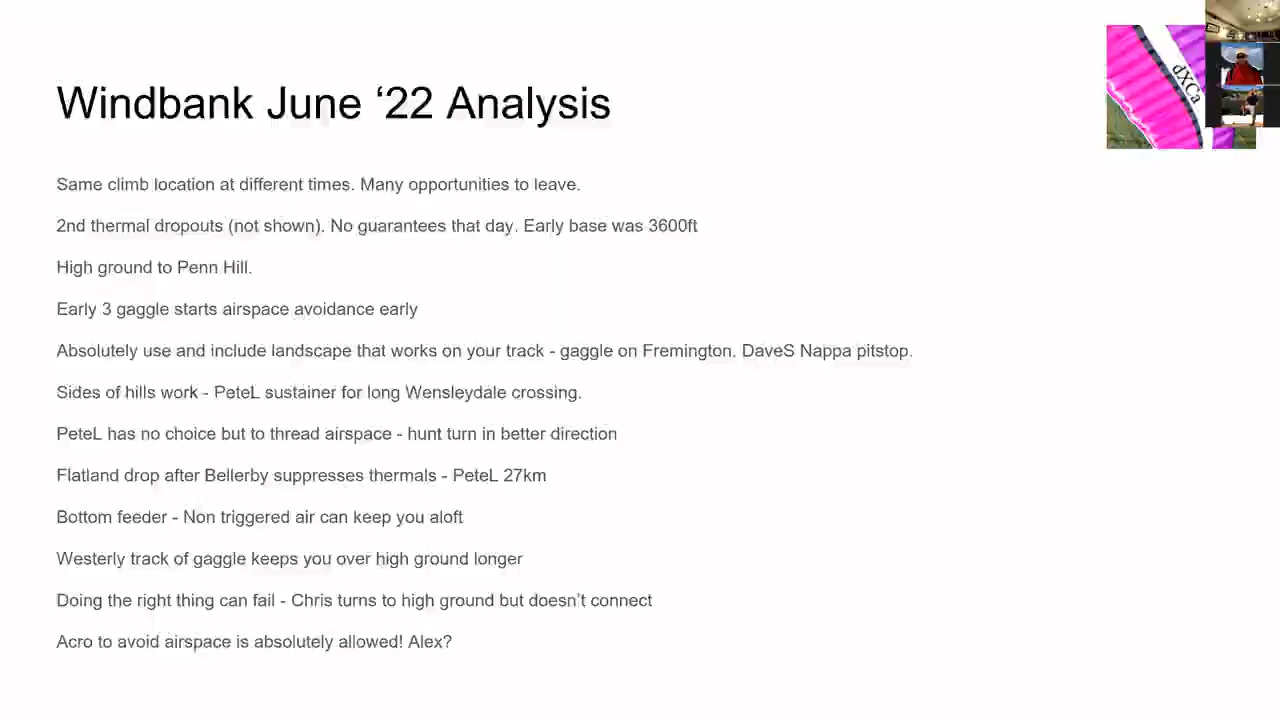 Windbank June ‘22 Analysis
dXCa
Same climb location at different times. Many opportunities to leave.
2nd thermal dropouts (not shown). No guarantees that day. Early base was 3600ft
High ground to Penn Hill.
Early 3 gaggle starts airspace avoidance early
Absolutely use and include landscape that works on your track - gaggle on Fremington. DaveS Nappa pitstop.
Sides of hills work - PeteL sustainer for long Wensleydale crossing.
PeteL has no choice but to thread airspace - hunt turn in better direction
Flatland drop after Bellerby suppresses thermals - PeteL 27km
Bottom feeder - Non triggered air can keep you aloft
Westerly track of gaggle keeps you over high ground longer
Doing the right thing can fail - Chris turns to high ground but doesn’t connect
Acro to avoid airspace is absolutely allowed! Alex?